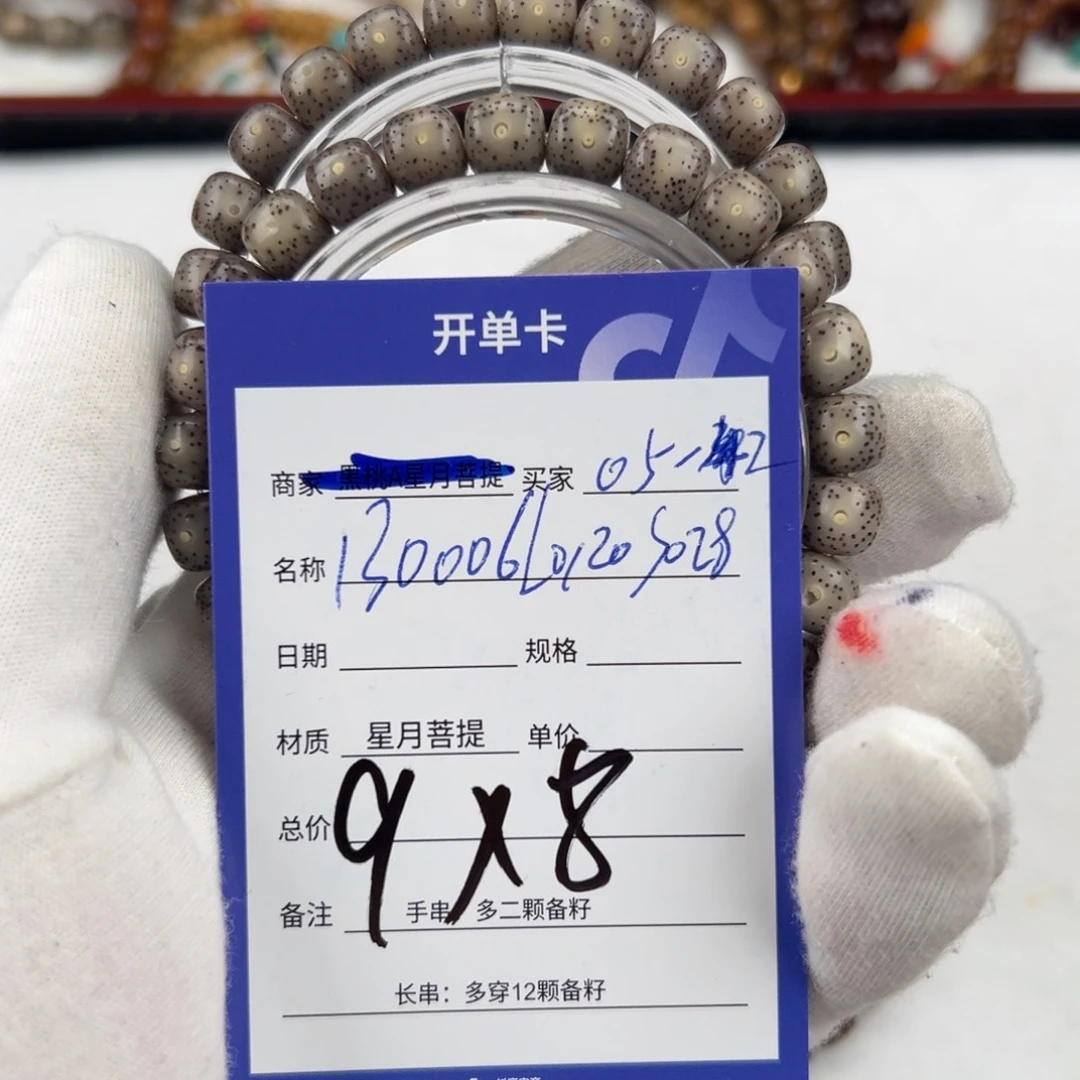 开单卡
商家 黑桃A星月菩提 买家 05-
名称 130006601205028
日期 规格
材质 星月菩提 单价
总价 9x8
备注 手串 多二颗备籽
长串：多穿12颗备籽